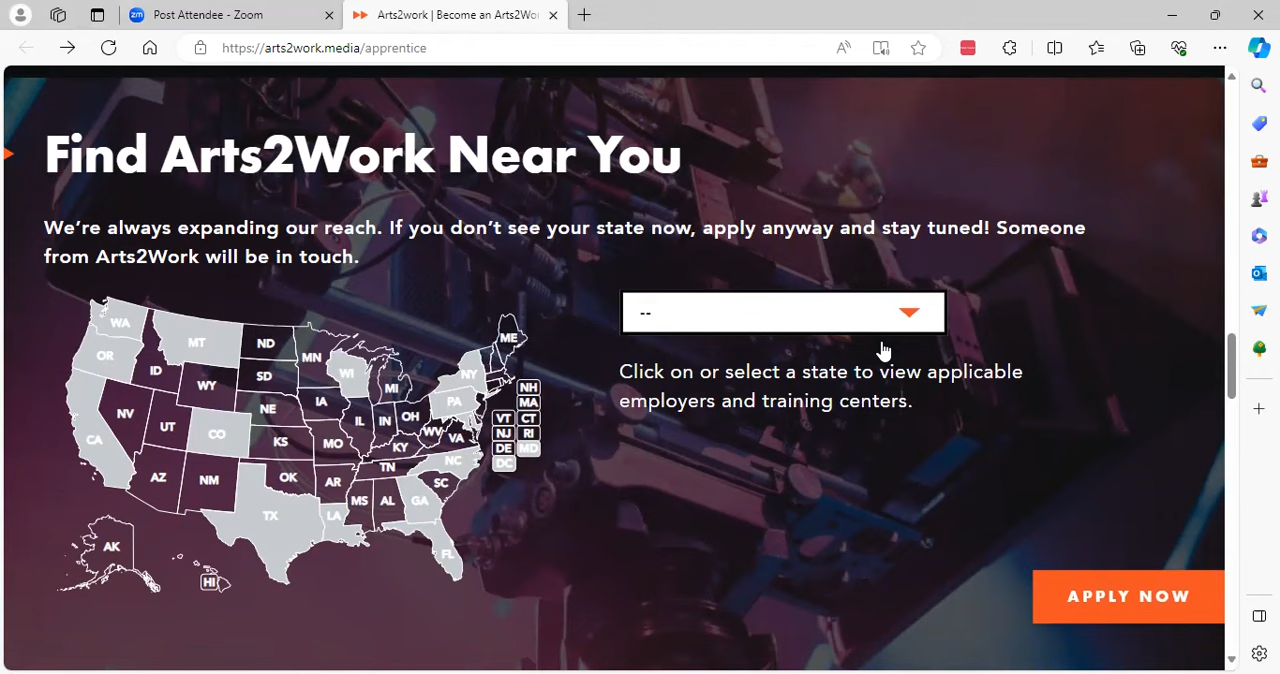 Post Attendee - Zoom
Arts2work | Become an Arts2Wo
https://arts2work.media/apprentice
Find Arts2Work Near You
We’re always expanding our reach. If you don’t see your state now, apply anyway and stay tuned! Someone
from Arts2Work will be in touch.
--
Click on or select a state to view applicable
employers and training centers.
WA
MT
ND
MN
ME
OR
ID
SD
WI
NY
WY
MI
NH
NE
IA
PA
MA
NV
UT
CO
IL
IN
OH
VT
CT
WV
VA
NJ
RI
CA
KS
MO
KY
DE
MD
NC
DC
TN
AZ
NM
OK
AR
SC
MS
AL
GA
TX
LA
AK
FL
HI
APPLY NOW